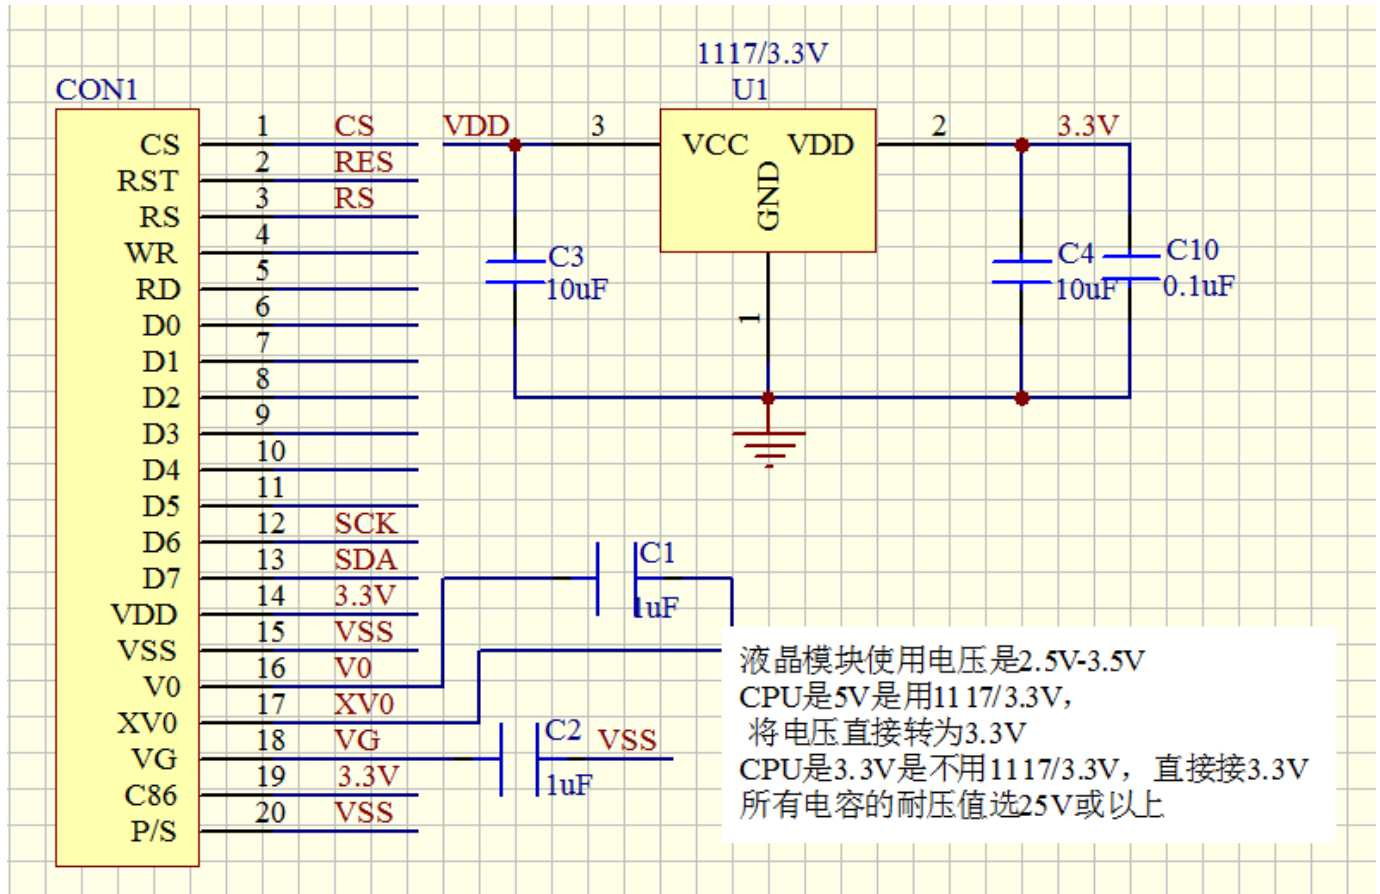 1117/3.3V
CON1
U1
CS 1 CS
RST 2 RES
RS 3 RS
WR 4
RD 5
D0 6
D1 7
D2 8
D3 9
D4 10
D5 11
D6 12 SCK
D7 13 SDA
VDD 14 3.3V
VSS 15 VSS
V0 16 V0
XV0 17 XV0
VG 18 VG
C86 19 3.3V
P/S 20 VSS
VDD 3 VCC VDD 2 3.3V
GND
1
C3
10uF
C4
10uF
C10
0.1uF
C1
1uF
C2 VSS
1uF
液晶模块使用电压是2.5V-3.5V
CPU是5V是用1117/3.3V,
将电压直接转为3.3V
CPU是3.3V是不用1117/3.3V，直接接3.3V
所有电容的耐压值选25V或以上